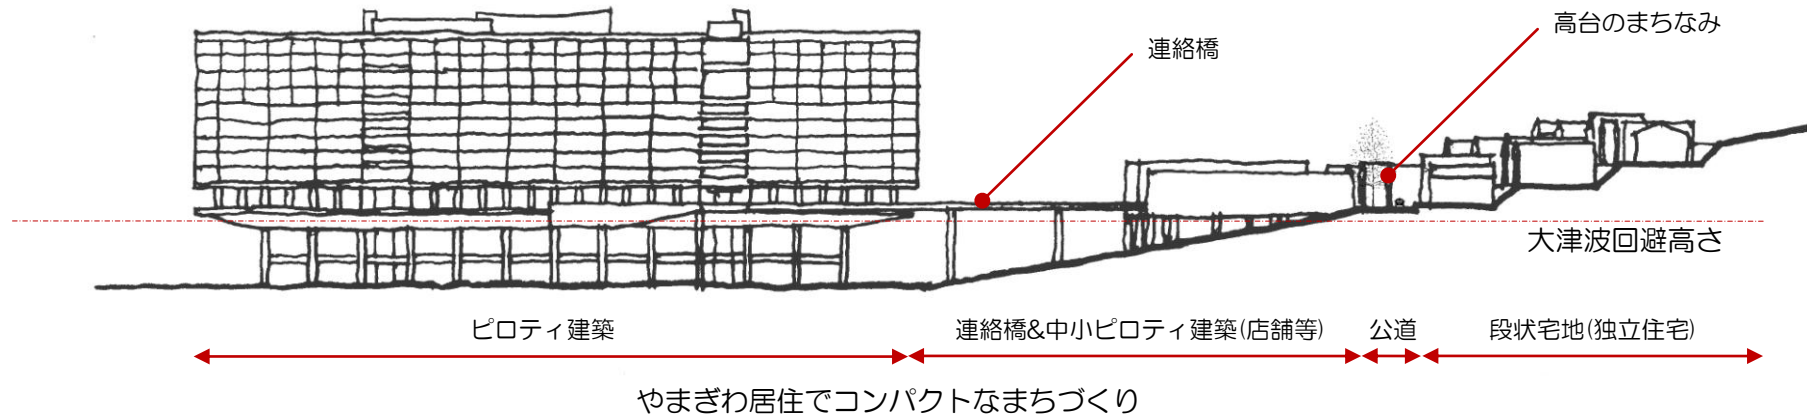 高台のまちなみ
連絡橋
大津波回避高さ
ピロティ建築
連絡橋&中小ピロティ建築(店舗等)
公道
段状宅地(独立住宅)
やまぎわ居住でコンパクトなまちづくり